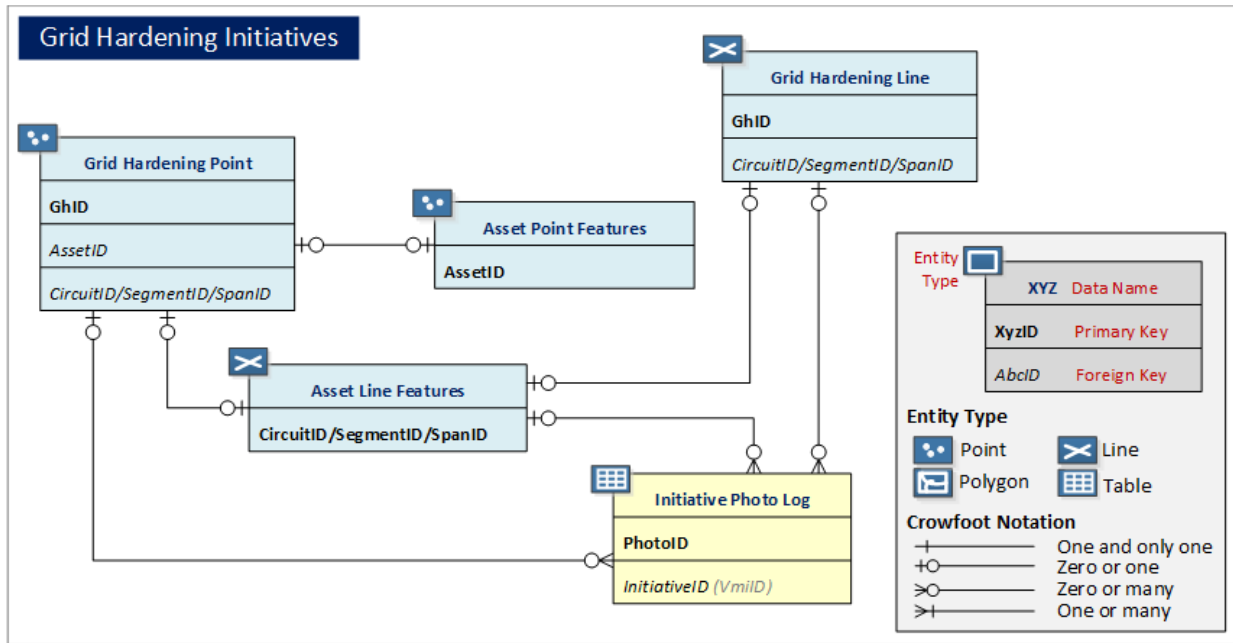 Grid Hardening Initiatives
Grid Hardening Line
GhID
CircuitID/SegmentID/SpanID
Grid Hardening Point
GhID
AssetID
CircuitID/SegmentID/SpanID
Asset Point Features
AssetID
Asset Line Features
CircuitID/SegmentID/SpanID
Initiative Photo Log
PhotoID
InitiativeID (VmiID)
Entity
Type
XYZ Data Name
XyzID Primary Key
AbcID Foreign Key
Entity Type
Point Line
Polygon Table
Crowfoot Notation
One and only one
Zero or one
Zero or many
One or many